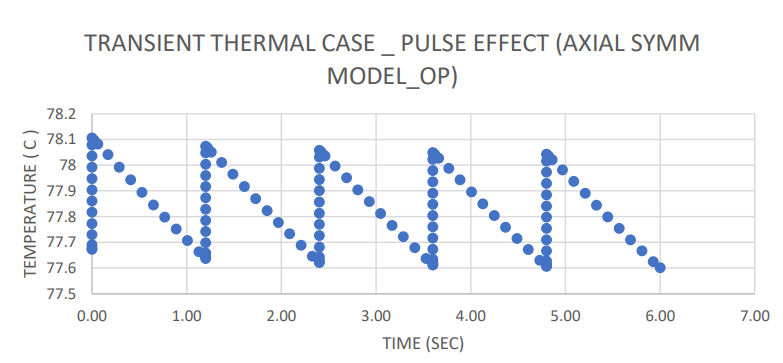 TRANSIENT THERMAL CASE _ PULSE EFFECT (AXIAL SYMM
MODEL_OP)
78.2
78.1
78
77.9
77.8
77.7
77.6
77.5
TEMPERATURE ( C )
0.00 1.00 2.00 3.00 4.00 5.00 6.00 7.00
TIME (SEC)